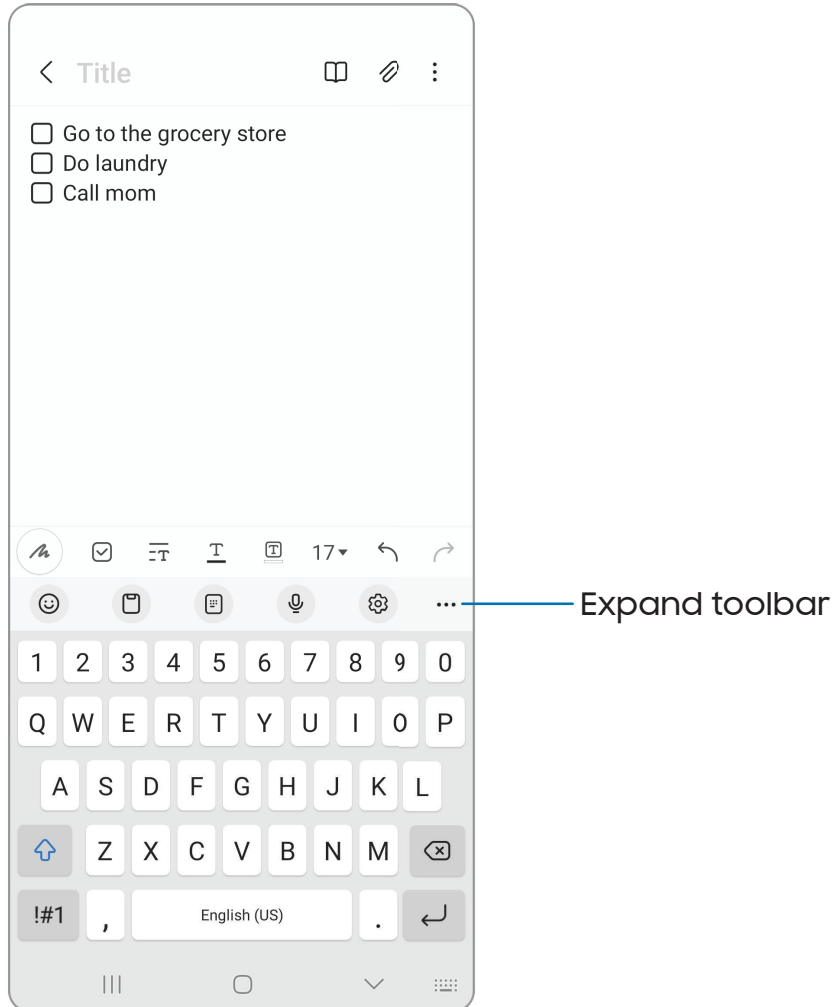 Title
Go to the grocery store
Do laundry
Call mom
T T T 17
Expand toolbar
1 2 3 4 5 6 7 8 9 0
Q W E R T Y U I O P
A S D F G H J K L
Z X C V B N M
!#1 , English (US) .